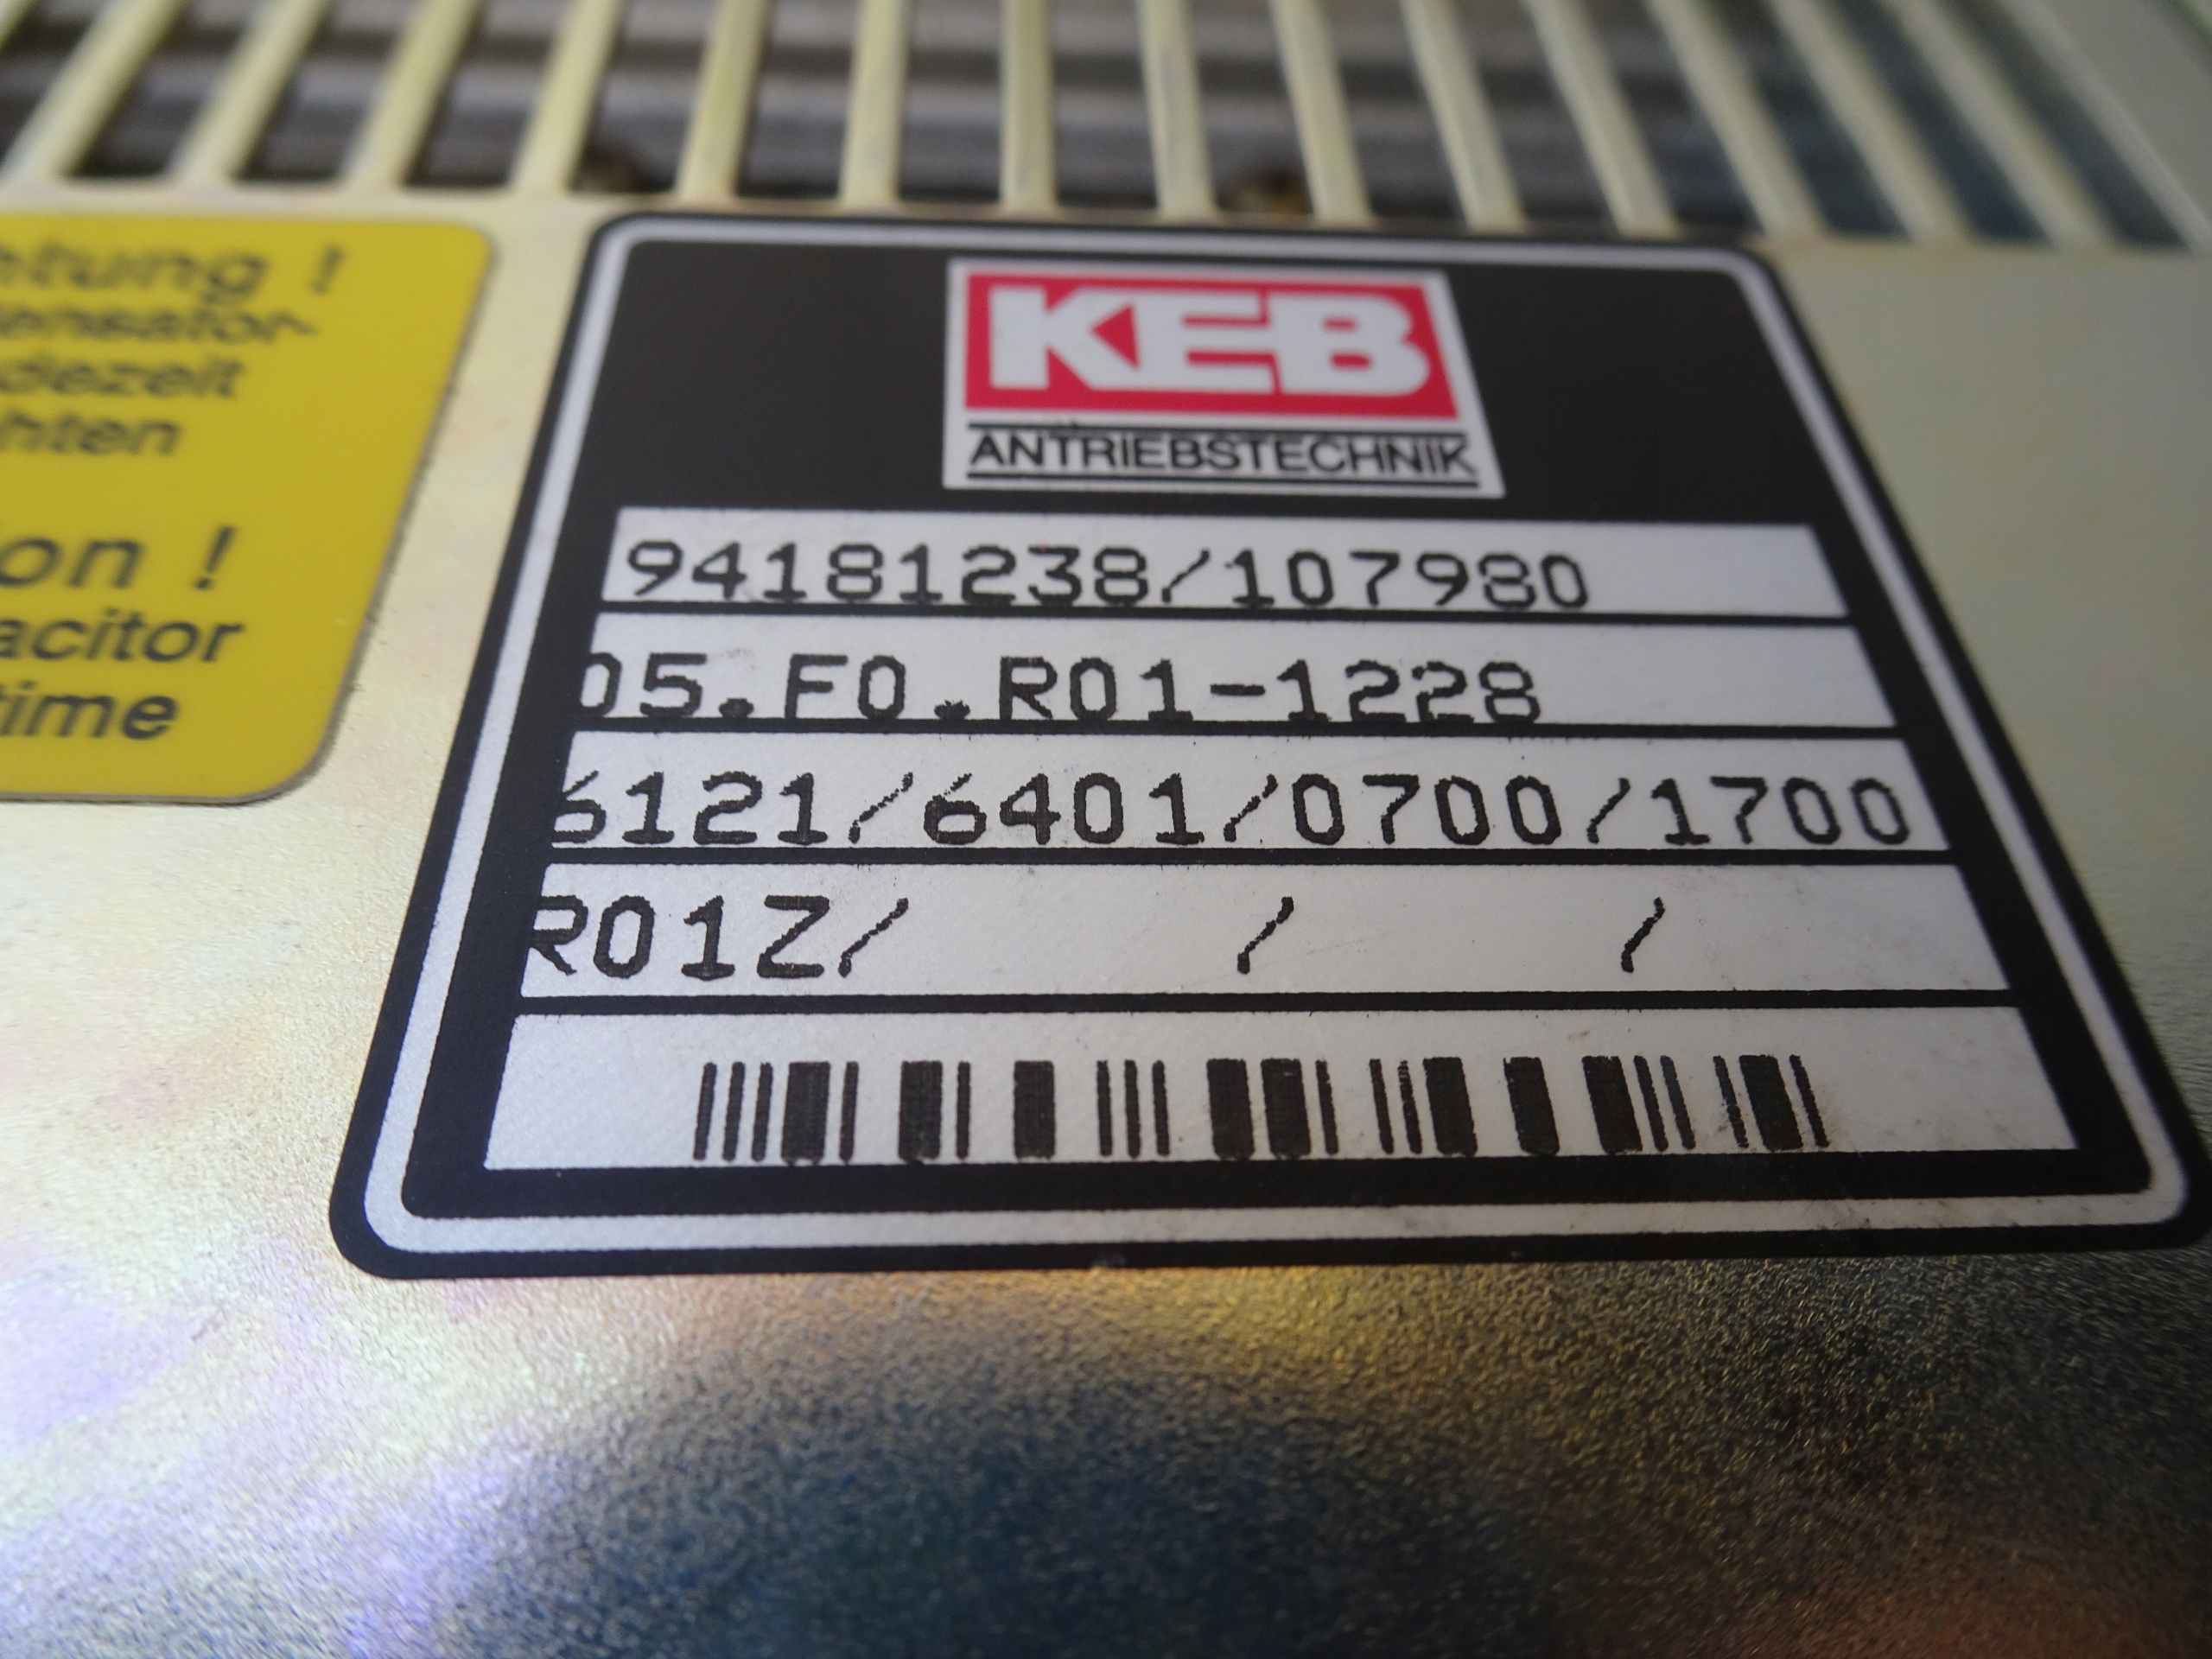 KEB
ANTRIEBSTECHNIK
94181238/107980
05.F0.R01-1228
6121/6401/0700/1700
R01Z/ / /
htung !
densator-
dezeit
hten
on !
acitor
time